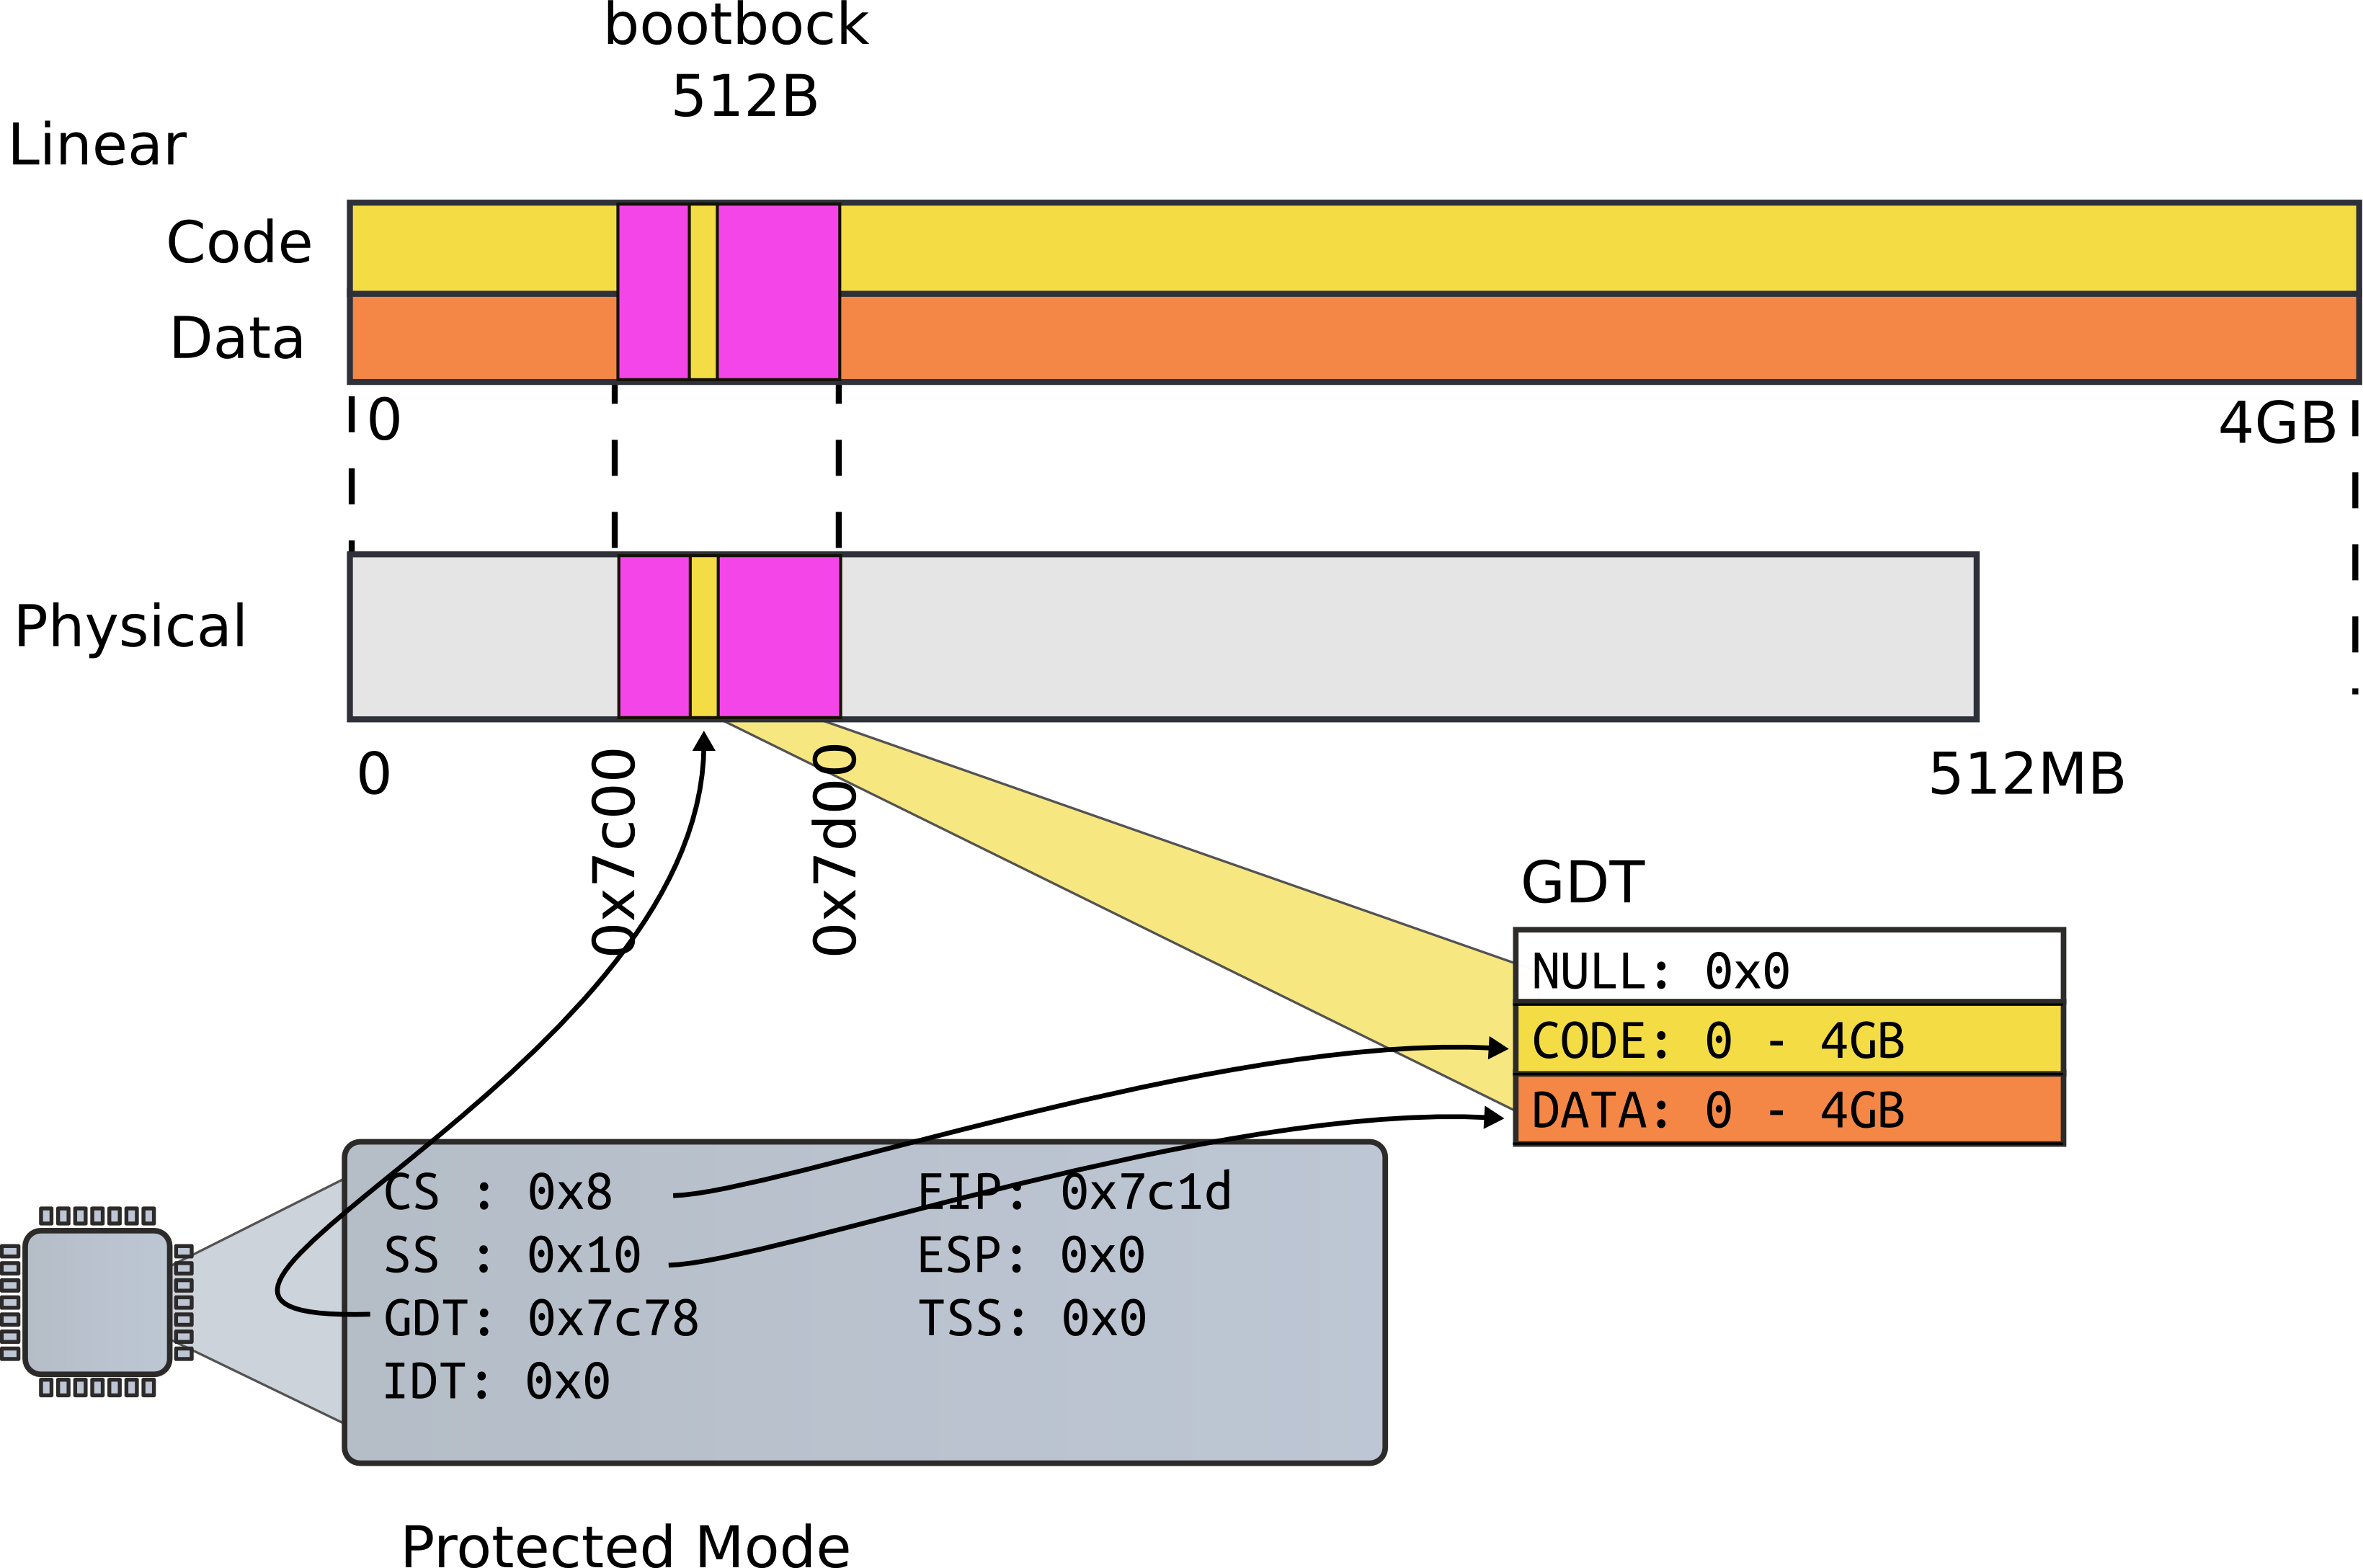 bootbock
512B
Linear
Code
Data
0
4GB
Physical
0
0x7c00
0x7d00
512MB
GDT
NULL: 0x0
CODE: 0 - 4GB
DATA: 0 - 4GB
CS : 0x8
EIP: 0x7c1d
SS : 0x10
ESP: 0x0
GDT: 0x7c78
TSS: 0x0
IDT: 0x0
Protected Mode